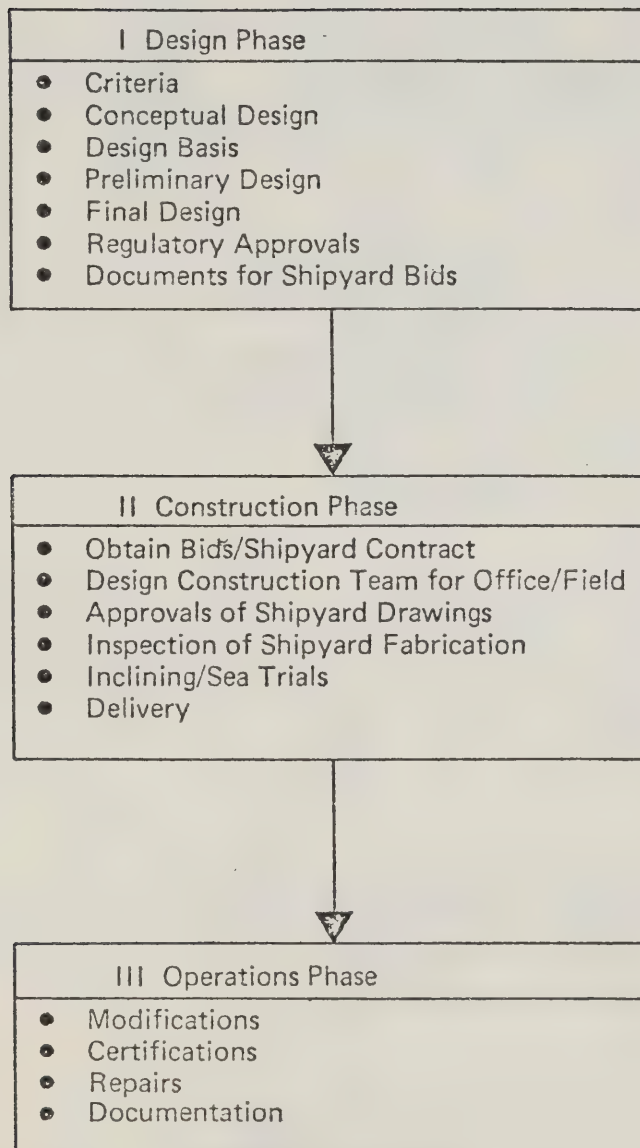 I Design Phase
● Criteria
● Conceptual Design
● Design Basis
● Preliminary Design
● Final Design
● Regulatory Approvals
● Documents for Shipyard Bids
II Construction Phase
● Obtain Bids/Shipyard Contract
● Design Construction Team for Office/Field
● Approvals of Shipyard Drawings
● Inspection of Shipyard Fabrication
● Inclining/Sea Trials
● Delivery
III Operations Phase
● Modifications
● Certifications
● Repairs
● Documentation